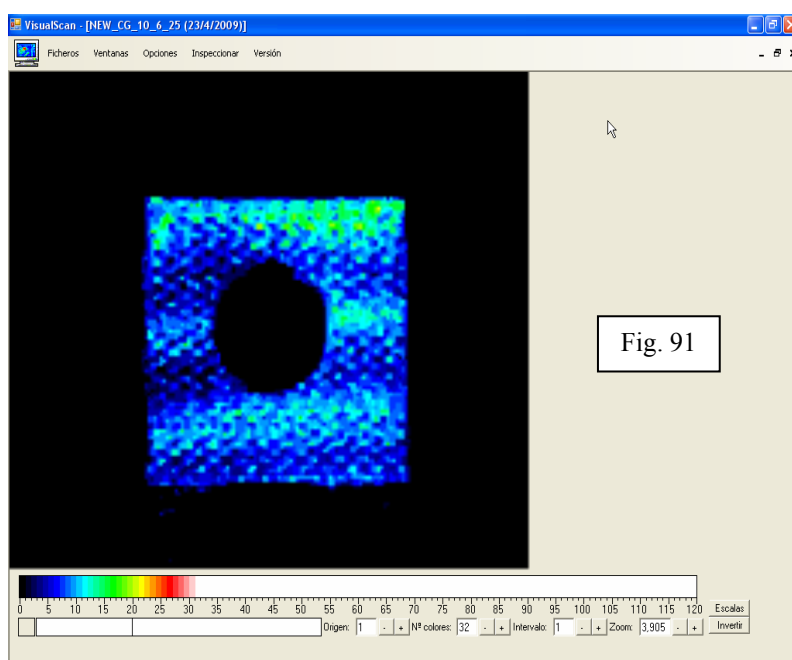 VisualScan - [NEW_CG_10_6_25 (23/4/2009)]
Ficheros Ventanas Opciones Inspeccionar Versión
Fig. 91
0 5 10 15 20 25 30 35 40 45 50 55 60 65 70 75 80 85 90 95 100 105 110 115 120 Escalas
Origen: 1 - + Nº colores: 32 - + Intervalo: 1 - + Zoom: 3,905 - + Invertir